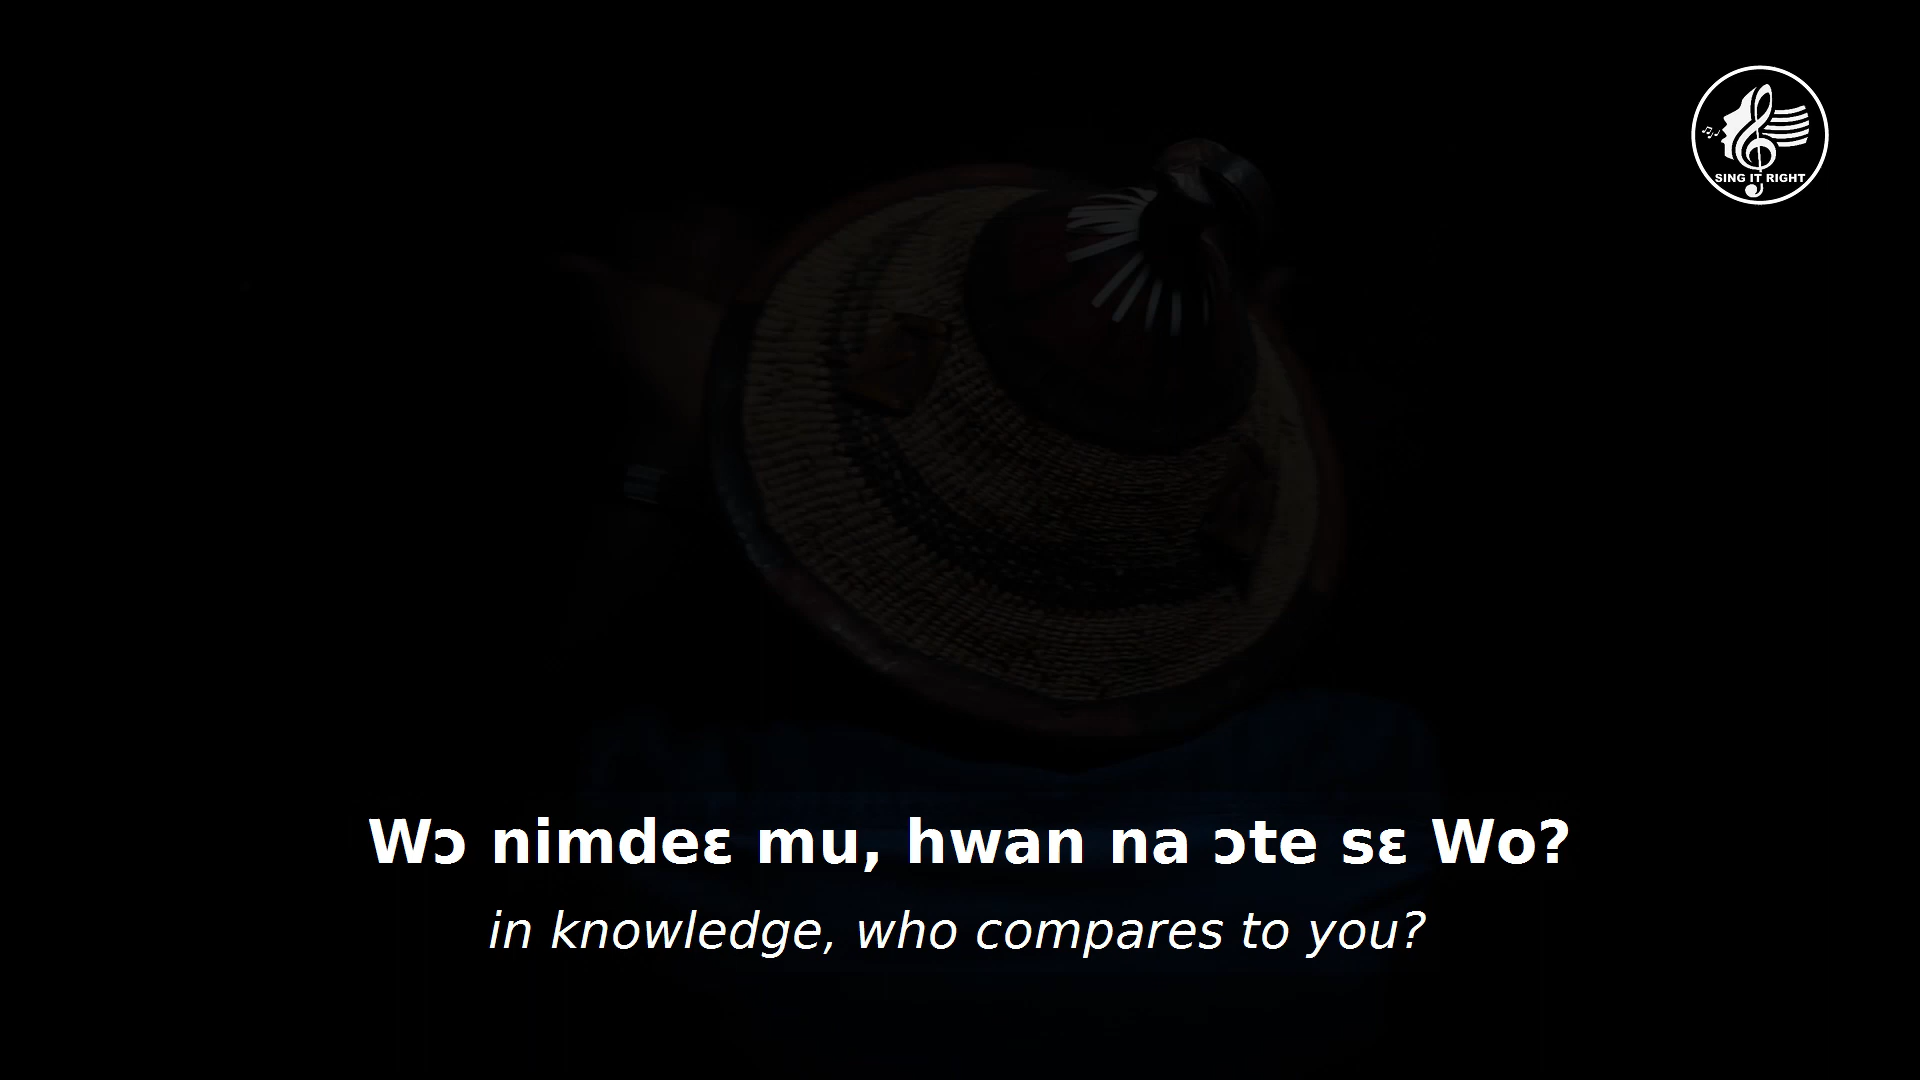 SING IT RIGHT
Wɔ nimdeɛ mu, hwan na ɔte sɛ Wo?
in knowledge, who compares to you?